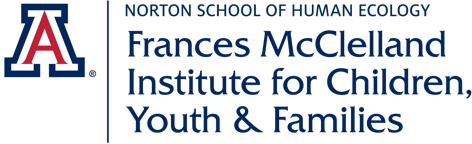 NORTON SCHOOL OF HUMAN ECOLOGY
A® Frances McClelland
Institute for Children,
Youth & Families